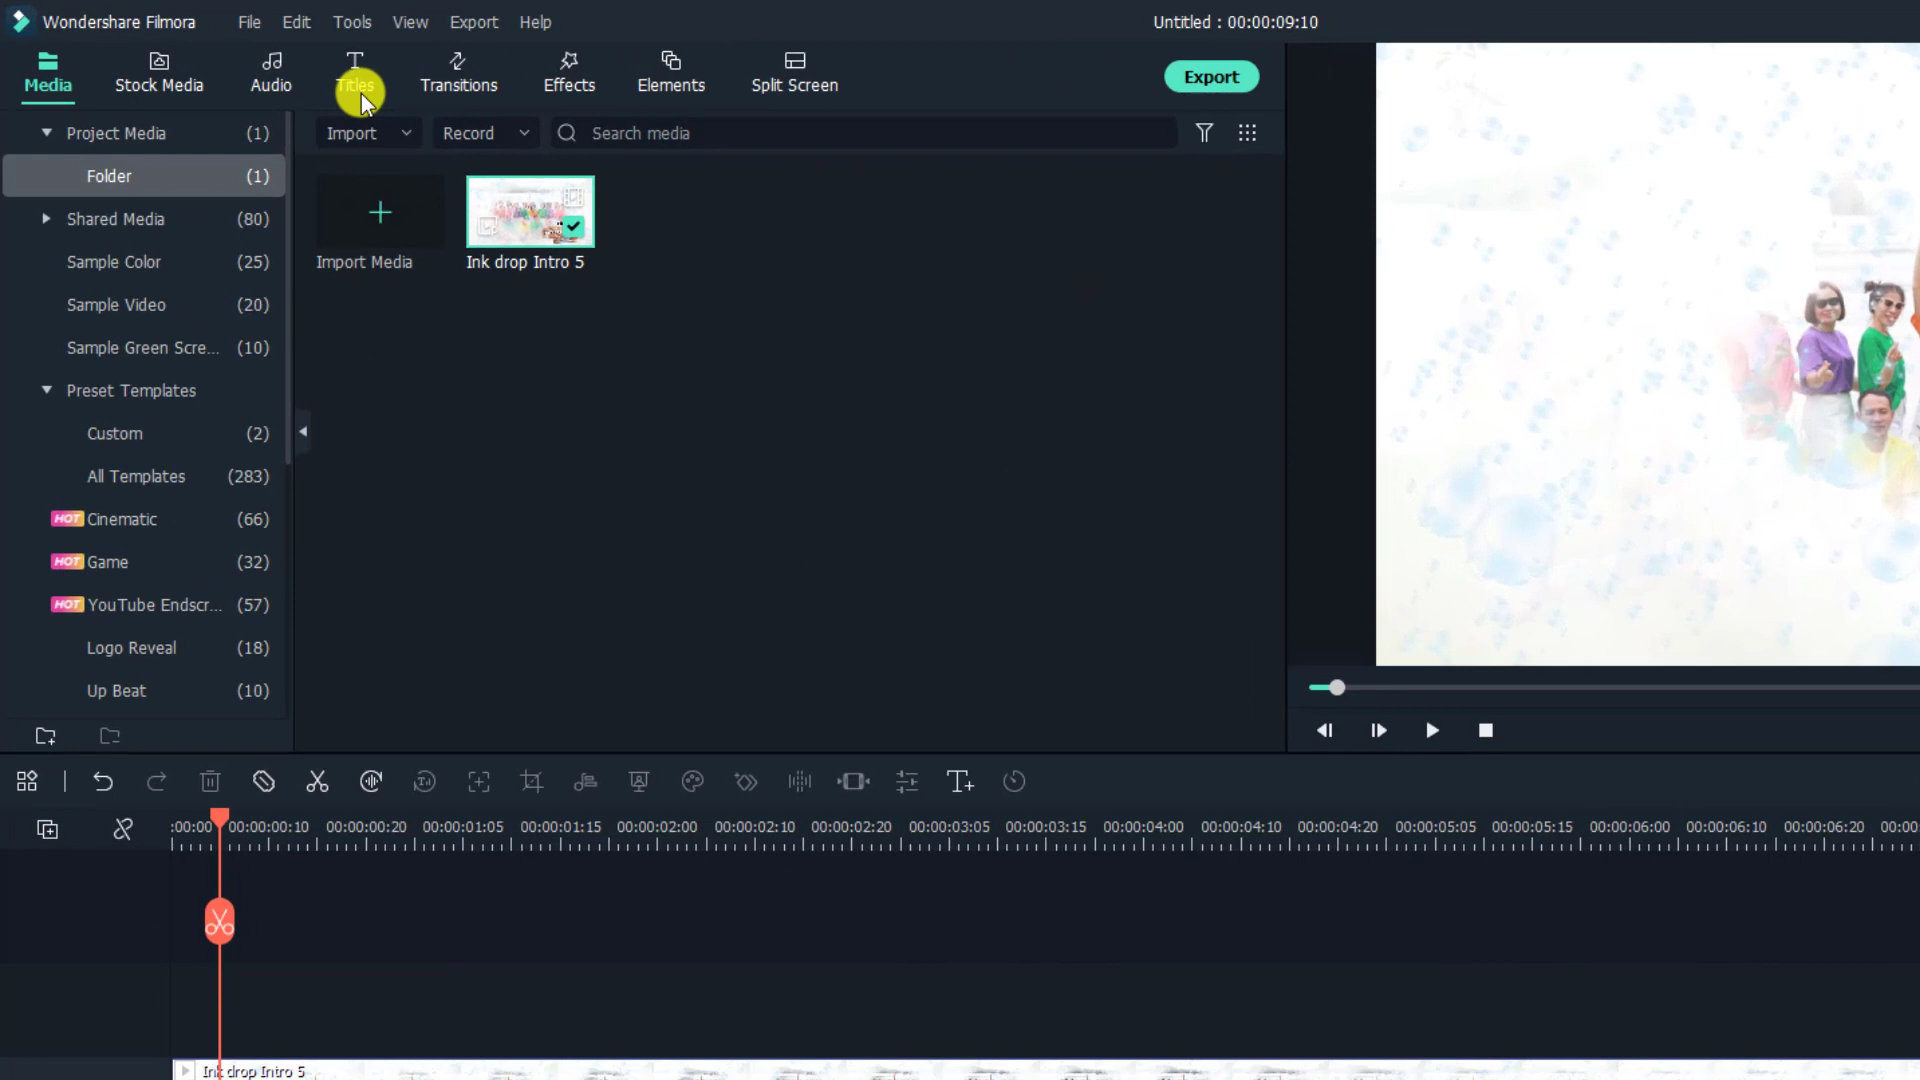 Wondershare Filmora File Edit Tools View Export Help Untitled : 00:00:09:10
Media Stock Media Audio Titles Transitions Effects Elements Split Screen Export
Project Media (1) Import Record Search media
Folder (1)
Shared Media (80)
Import Media Ink drop Intro 5
Sample Color (25)
Sample Video (20)
Sample Green Scre... (10)
Preset Templates
Custom (2)
All Templates (283)
HOT Cinematic (66)
HOT Game (32)
HOT YouTube Endscr... (57)
Logo Reveal (18)
Up Beat (10)
:00:00 00:00:00:10 00:00:00:20 00:00:01:05 00:00:01:15 00:00:02:00 00:00:02:10 00:00:02:20 00:00:03:05 00:00:03:15 00:00:04:00 00:00:04:10 00:00:04:20 00:00:05:05 00:00:05:15 00:00:06:00 00:00:06:10 00:00:06:20 00:00
Ink drop Intro 5